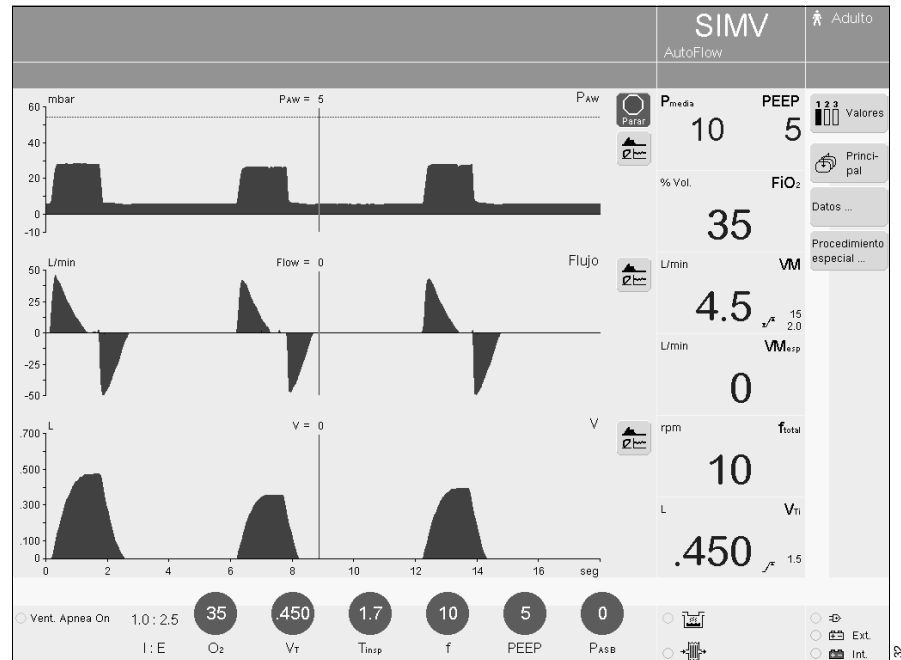 SIMV
AutoFlow
Adulto
mbar
PAW = 5
PAW
60
40
20
0
-10
Parar
L/min
Flow = 0
Flujo
50
25
0
-25
-50
L
V = 0
V
.700
.500
.300
.100
0
0 2 4 6 8 10 12 14 16 seg
Pmedia PEEP
10 5
% Vol. FiO2
35
L/min VM
4.5
15
2.0
L/min VMesp
0
rpm ftotal
10
L VTi
.450
1.5
1 2 3
Valores
Princi-
pal
Datos ...
Procedimiento
especial ...
Vent. Apnea On
1.0 : 2.5 35 .450 1.7 10 5 0
I : E O2 VT Tinsp f PEEP PASB
Ext.
Int.
32